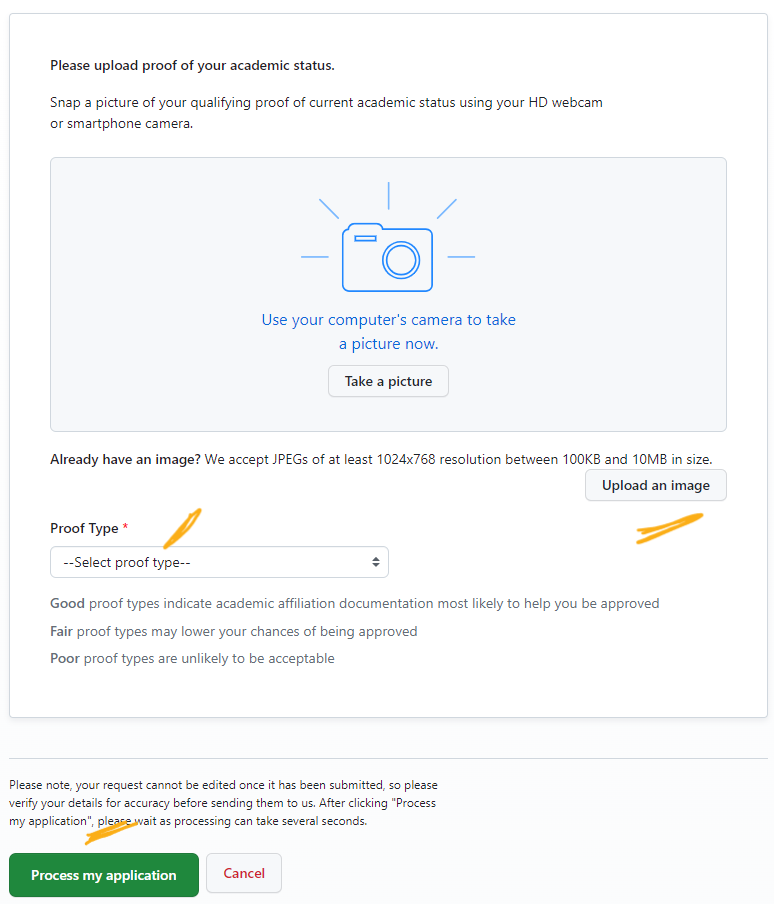 Please upload proof of your academic status.
Snap a picture of your qualifying proof of current academic status using your HD webcam
or smartphone camera.
Use your computer's camera to take
a picture now.
Take a picture
Already have an image? We accept JPEGs of at least 1024x768 resolution between 100KB and 10MB in size.
Upload an image
Proof Type *
--Select proof type--
Good proof types indicate academic affiliation documentation most likely to help you be approved
Fair proof types may lower your chances of being approved
Poor proof types are unlikely to be acceptable
Please note, your request cannot be edited once it has been submitted, so please
verify your details for accuracy before sending them to us. After clicking "Process
my application", please wait as processing can take several seconds.
Process my application
Cancel